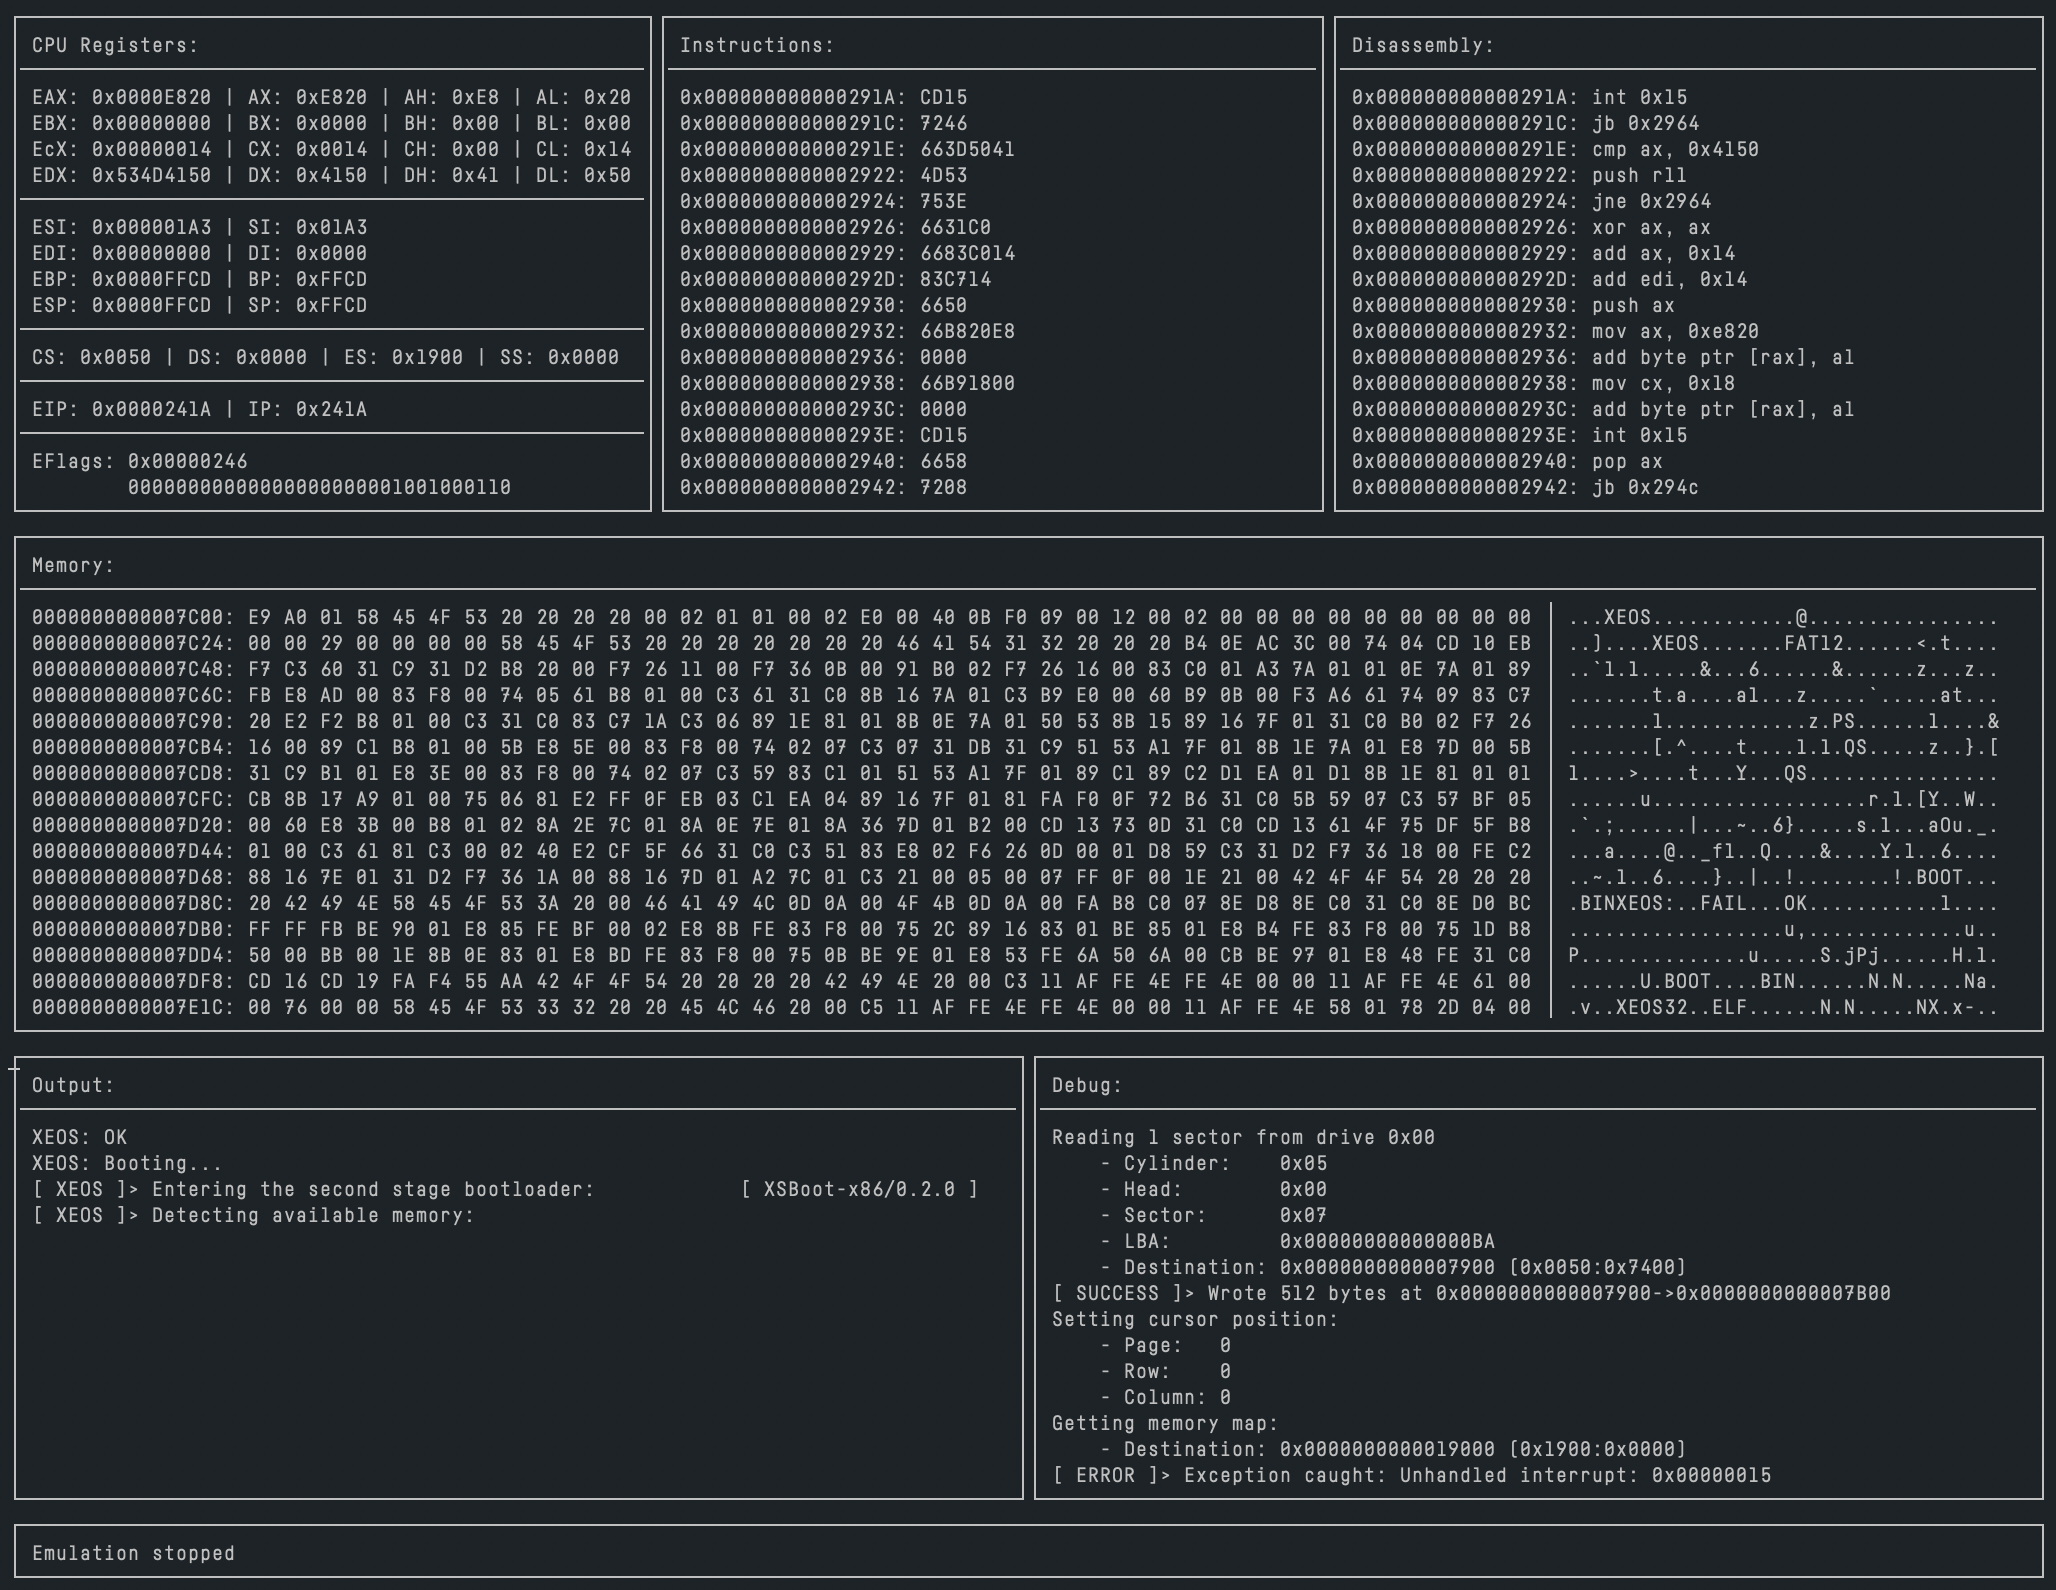 CPU Registers:
EAX: 0x0000E820 | AX: 0xE820 | AH: 0xE8 | AL: 0x20
EBX: 0x00000000 | BX: 0x0000 | BH: 0x00 | BL: 0x00
EcX: 0x00000014 | CX: 0x0014 | CH: 0x00 | CL: 0x14
EDX: 0x534D4150 | DX: 0x4150 | DH: 0x41 | DL: 0x50
ESI: 0x000001A3 | SI: 0x01A3
EDI: 0x00000000 | DI: 0x0000
EBP: 0x0000FFCD | BP: 0xFFCD
ESP: 0x0000FFCD | SP: 0xFFCD
CS: 0x0050 | DS: 0x0000 | ES: 0x1900 | SS: 0x0000
EIP: 0x0000241A | IP: 0x241A
EFlags: 0x00000246
00000000000000000000001001000110
Instructions:
0x000000000000291A: CD15
0x000000000000291C: 7246
0x000000000000291E: 663D5041
0x0000000000002922: 4D53
0x0000000000002924: 753E
0x0000000000002926: 6631C0
0x0000000000002929: 6683C014
0x000000000000292D: 83C714
0x0000000000002930: 6650
0x0000000000002932: 66B820E8
0x0000000000002936: 0000
0x0000000000002938: 66B91800
0x000000000000293C: 0000
0x000000000000293E: CD15
0x0000000000002940: 6658
0x0000000000002942: 7208
Disassembly:
0x000000000000291A: int 0x15
0x000000000000291C: jb 0x2964
0x000000000000291E: cmp ax, 0x4150
0x0000000000002922: push r11
0x0000000000002924: jne 0x2964
0x0000000000002926: xor ax, ax
0x0000000000002929: add ax, 0x14
0x000000000000292D: add edi, 0x14
0x0000000000002930: push ax
0x0000000000002932: mov ax, 0xe820
0x0000000000002936: add byte ptr [rax], al
0x0000000000002938: mov cx, 0x18
0x000000000000293C: add byte ptr [rax], al
0x000000000000293E: int 0x15
0x0000000000002940: pop ax
0x0000000000002942: jb 0x294c
Memory:
0000000000007C00: E9 A0 01 58 45 4F 53 20 20 20 20 00 02 01 01 00 02 E0 00 40 0B F0 09 00 12 00 02 00 00 00 00 00 00 00 00 00 | ...XEOS............@................
0000000000007C24: 00 00 29 00 00 00 00 58 45 4F 53 20 20 20 20 20 20 20 46 41 54 31 32 20 20 20 B4 0E AC 3C 00 74 04 CD 10 EB | ..]....XEOS.......FAT12......<.t....
0000000000007C48: F7 C3 60 31 C9 31 D2 B8 20 00 F7 26 11 00 F7 36 0B 00 91 B0 02 F7 26 16 00 83 C0 01 A3 7A 01 01 0E 7A 01 89 | ..`1.1.....&...6......&......z...z..
0000000000007C6C: FB E8 AD 00 83 F8 00 74 05 61 B8 01 00 C3 61 31 C0 8B 16 7A 01 C3 B9 E0 00 60 B9 0B 00 F3 A6 61 74 09 83 C7 | .......t.a....a1...z.....`.....at...
0000000000007C90: 20 E2 F2 B8 01 00 C3 31 C0 83 C7 1A C3 06 89 1E 81 01 8B 0E 7A 01 50 53 8B 15 89 16 7F 01 31 C0 B0 02 F7 26 | .......1............z.PS......1....&
0000000000007CB4: 16 00 89 C1 B8 01 00 5B E8 5E 00 83 F8 00 74 02 07 C3 07 31 DB 31 C9 51 53 A1 7F 01 8B 1E 7A 01 E8 7D 00 5B | .......[.^....t....1.1.QS.....z..}.[
0000000000007CD8: 31 C9 B1 01 E8 3E 00 83 F8 00 74 02 07 C3 59 83 C1 01 51 53 A1 7F 01 89 C1 89 C2 D1 EA 01 D1 8B 1E 81 01 01 | 1....>....t...Y...QS................
0000000000007CFC: CB 8B 17 A9 01 00 75 06 81 E2 FF 0F EB 03 C1 EA 04 89 16 7F 01 81 FA F0 0F 72 B6 31 C0 5B 59 07 C3 57 BF 05 | ......u..................r.1.[Y..W..
0000000000007D20: 00 60 E8 3B 00 B8 01 02 8A 2E 7C 01 8A 0E 7E 01 8A 36 7D 01 B2 00 CD 13 73 0D 31 C0 CD 13 61 4F 75 DF 5F B8 | .`.;......|...~..6}.....s.1...aOu._.
0000000000007D44: 01 00 C3 61 81 C3 00 02 40 E2 CF 5F 66 31 C0 C3 51 83 E8 02 F6 26 0D 00 01 D8 59 C3 31 D2 F7 36 18 00 FE C2 | ...a....@.._f1..Q....&....Y.1..6....
0000000000007D68: 88 16 7E 01 31 D2 F7 36 1A 00 88 16 7D 01 A2 7C 01 C3 21 00 05 00 07 FF 0F 00 1E 21 00 42 4F 4F 54 20 20 20 | ..~.1..6....}..|..!........!.BOOT...
0000000000007D8C: 20 42 49 4E 58 45 4F 53 3A 20 00 46 41 49 4C 0D 0A 00 4F 4B 0D 0A 00 FA B8 C0 07 8E D8 8E C0 31 C0 8E D0 BC | .BINXEOS:..FAIL...OK...........1....
0000000000007DB0: FF FF FB BE 90 01 E8 85 FE BF 00 02 E8 8B FE 83 F8 00 75 2C 89 16 83 01 BE 85 01 E8 B4 FE 83 F8 00 75 1D B8 | ..................u,.............u..
0000000000007DD4: 50 00 BB 00 1E 8B 0E 83 01 E8 BD FE 83 F8 00 75 0B BE 9E 01 E8 53 FE 6A 50 6A 00 CB BE 97 01 E8 48 FE 31 C0 | P..............u.....S.jPj......H.1.
0000000000007DF8: CD 16 CD 19 FA F4 55 AA 42 4F 4F 54 20 20 20 20 42 49 4E 20 00 C3 11 AF FE 4E FE 4E 00 00 11 AF FE 4E 61 00 | ......U.BOOT....BIN......N.N.....Na.
0000000000007E1C: 00 76 00 00 58 45 4F 53 33 32 20 20 45 4C 46 20 00 C5 11 AF FE 4E FE 4E 00 00 11 AF FE 4E 58 01 78 2D 04 00 | .v..XEOS32..ELF......N.N.....NX.x-..
Output:
XEOS: OK
XEOS: Booting...
[ XEOS ]> Entering the second stage bootloader: [ XSBoot-x86/0.2.0 ]
[ XEOS ]> Detecting available memory:
Debug:
Reading 1 sector from drive 0x00
- Cylinder: 0x05
- Head: 0x00
- Sector: 0x07
- LBA: 0x00000000000000BA
- Destination: 0x0000000000007900 [0x0050:0x7400]
[ SUCCESS ]> Wrote 512 bytes at 0x0000000000007900->0x0000000000007B00
Setting cursor position:
- Page: 0
- Row: 0
- Column: 0
Getting memory map:
- Destination: 0x0000000000019000 [0x1900:0x0000]
[ ERROR ]> Exception caught: Unhandled interrupt: 0x00000015
Emulation stopped